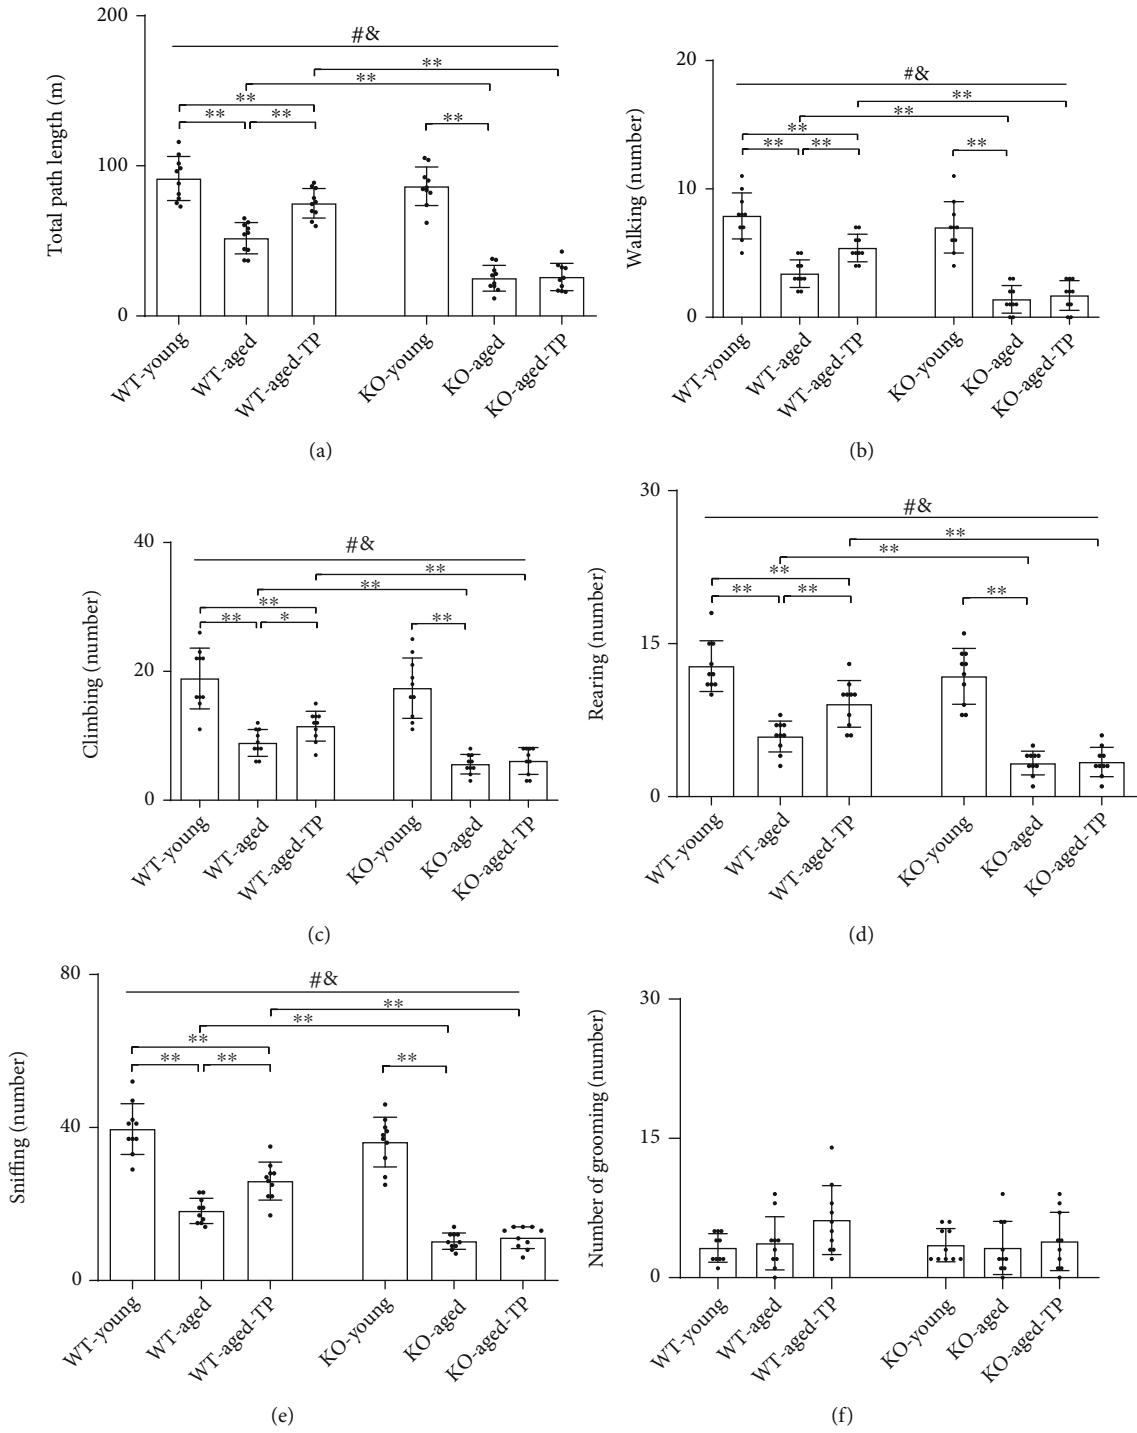 200
100
0
Total path length (m)
#&
**
**
**
**
**
**
WT-young
WT-aged
WT-aged-TP
KO-young
KO-aged
KO-aged-TP
(a)
20
10
0
Walking (number)
#&
**
**
**
**
**
**
WT-young
WT-aged
WT-aged-TP
KO-young
KO-aged
KO-aged-TP
(b)
40
20
0
Climbing (number)
#&
**
**
**
**
*
**
WT-young
WT-aged
WT-aged-TP
KO-young
KO-aged
KO-aged-TP
(c)
30
15
0
Rearing (number)
#&
**
**
**
**
**
**
WT-young
WT-aged
WT-aged-TP
KO-young
KO-aged
KO-aged-TP
(d)
80
40
0
Sniffing (number)
#&
**
**
**
**
**
**
WT-young
WT-aged
WT-aged-TP
KO-young
KO-aged
KO-aged-TP
(e)
30
15
0
Number of grooming (number)
WT-young
WT-aged
WT-aged-TP
KO-young
KO-aged
KO-aged-TP
(f)